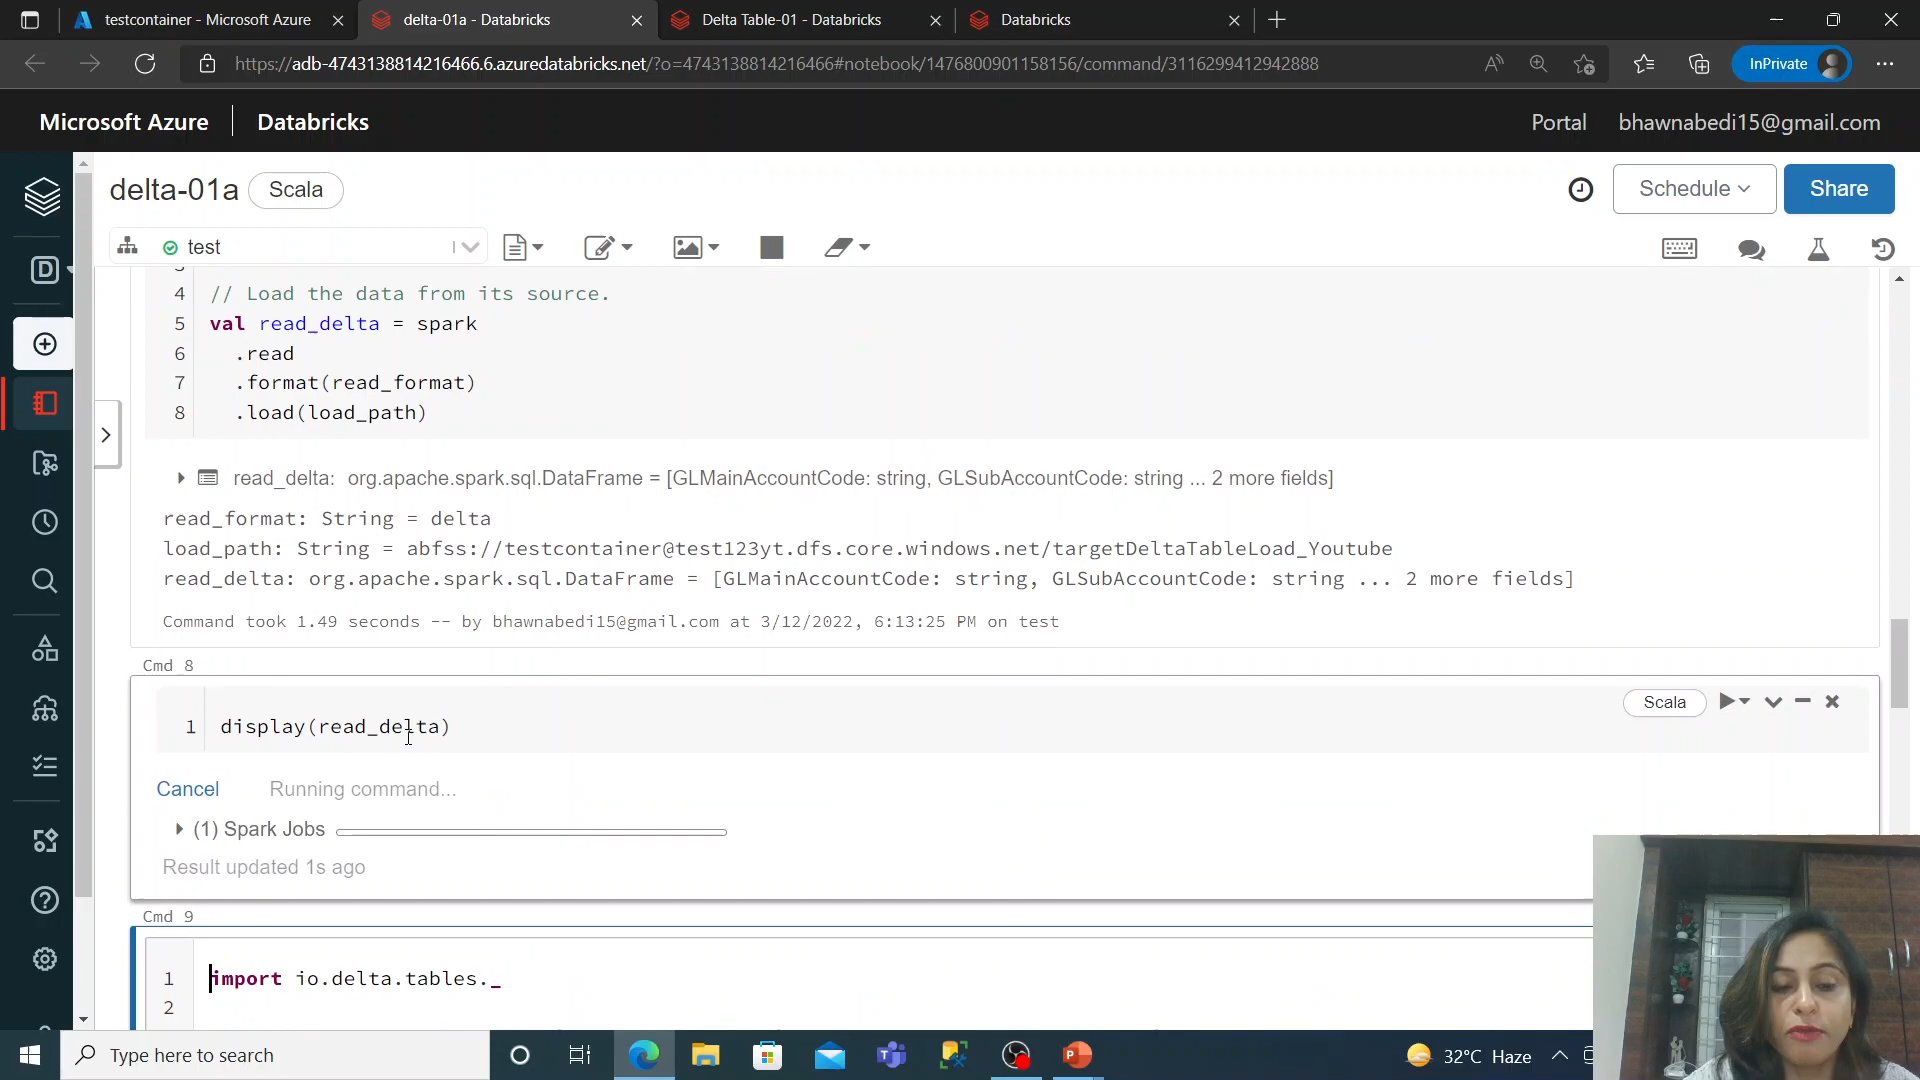 testcontainer - Microsoft Azure
delta-01a - Databricks
Delta Table-01 - Databricks
Databricks
https://adb-4743138814216466.6.azuredatabricks.net/?o=4743138814216466#notebook/1476800901158156/command/3116299412942888
InPrivate
Microsoft Azure
Databricks
Portal
bhawnabedi15@gmail.com
delta-01a
Scala
Schedule
Share
test
4 // Load the data from its source.
5 val read_delta = spark
6 .read
7 .format(read_format)
8 .load(load_path)
read_delta: org.apache.spark.sql.DataFrame = [GLMainAccountCode: string, GLSubAccountCode: string ... 2 more fields]
read_format: String = delta
load_path: String = abfss://testcontainer@test123yt.dfs.core.windows.net/targetDeltaTableLoad_Youtube
read_delta: org.apache.spark.sql.DataFrame = [GLMainAccountCode: string, GLSubAccountCode: string ... 2 more fields]
Command took 1.49 seconds -- by bhawnabedi15@gmail.com at 3/12/2022, 6:13:25 PM on test
Cmd 8
Scala
1 display(read_delta)
Cancel Running command...
(1) Spark Jobs
Result updated 1s ago
Cmd 9
1 import io.delta.tables._
2
Type here to search
32°C Haze